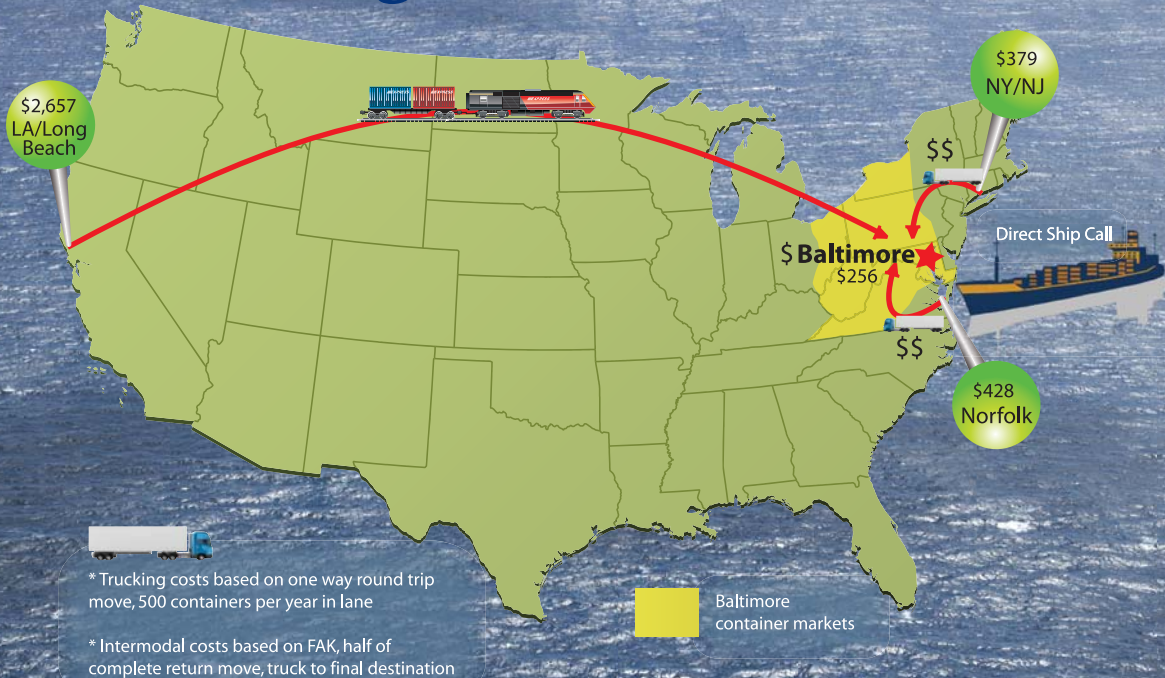 $379
NY/NJ
$2,657
LA/Long
Beach
$$
Direct Ship Call
$ Baltimore
$256
$$
$428
Norfolk
* Trucking costs based on one way round trip
move, 500 containers per year in lane
* Intermodal costs based on FAK, half of
complete return move, truck to final destination
Baltimore
container markets